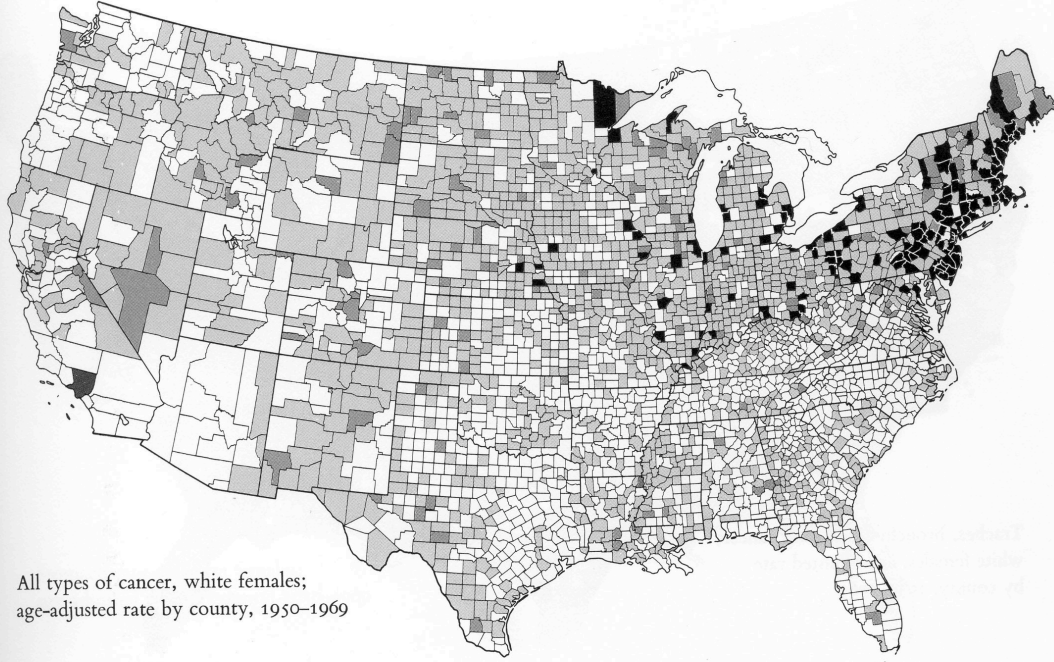 All types of cancer, white females;
age-adjusted rate by county, 1950–1969